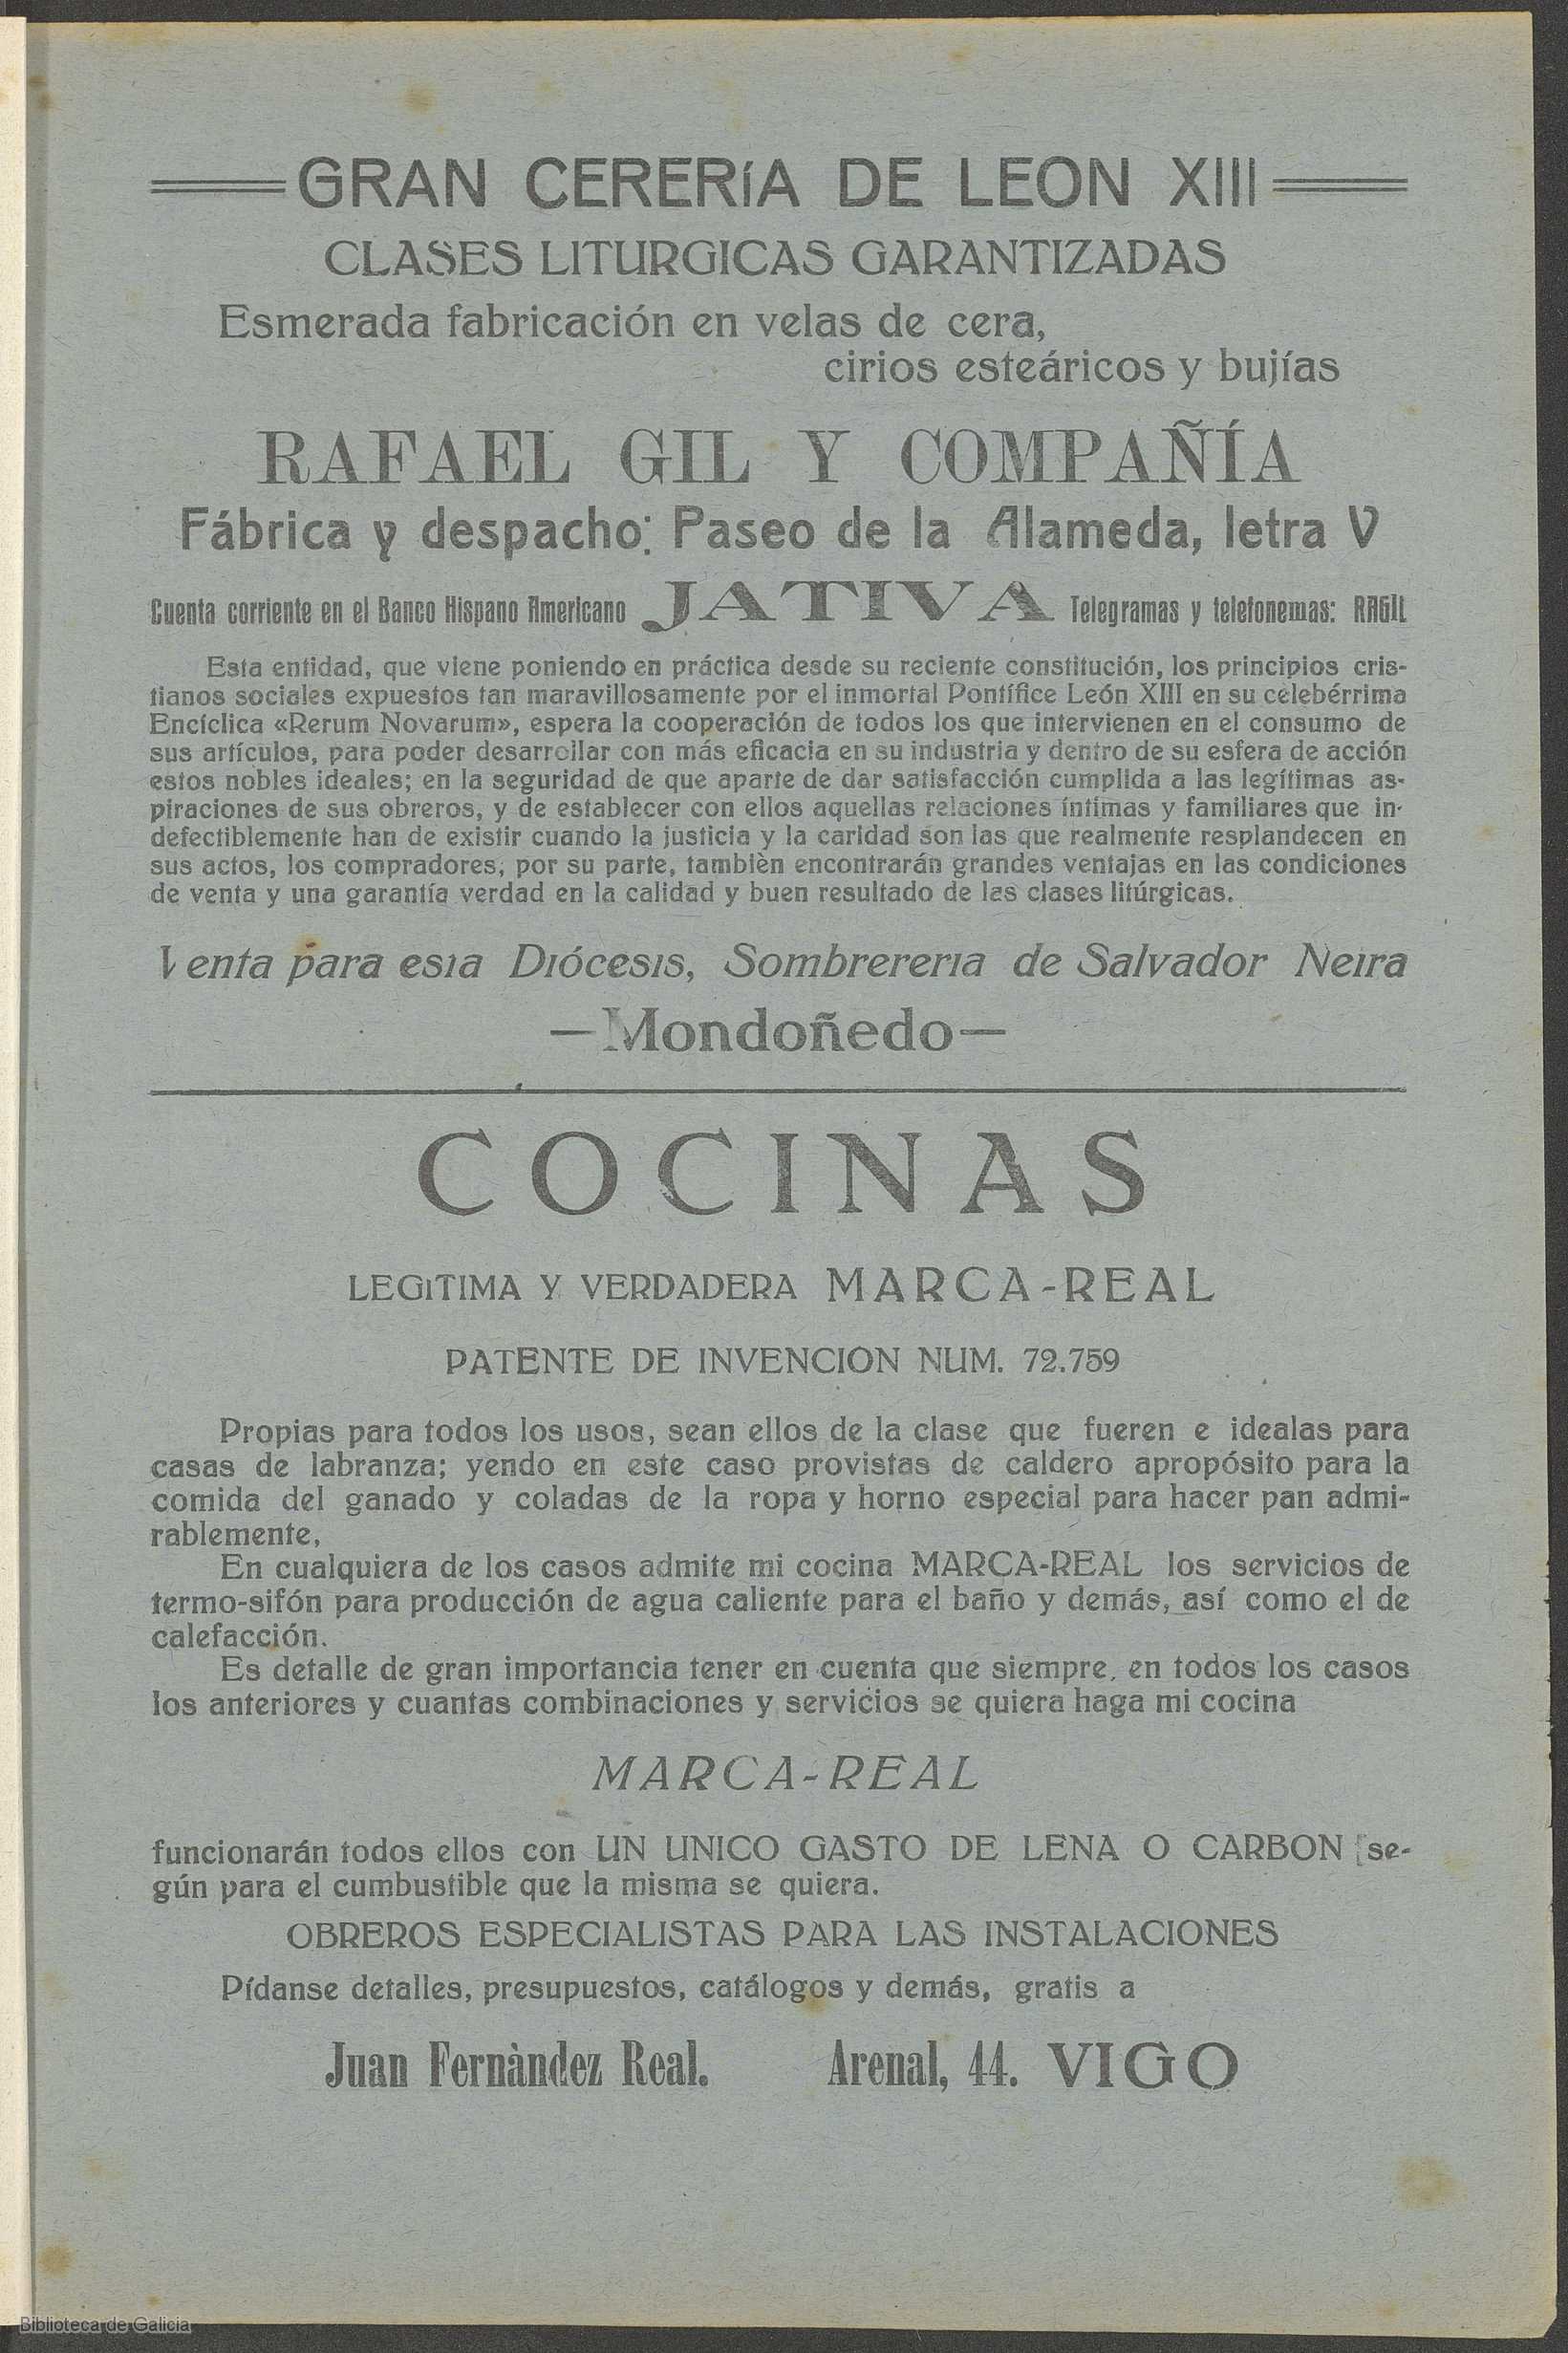 GRAN CERERíA DE LEON XIII
CLASES LITURGICAS GARANTIZADAS
Esmerada fabricación en velas de cera,
cirios esteáricos y bujías
RAFAEL GIL Y COMPAÑÍA
Fábrica y despacho: Paseo de la Alameda, letra V
Cuenta corriente en el Banco Hispano Americano JATIVA Telegramas y telefonemas: RAGIL
Esta entidad, que viene poniendo en práctica desde su reciente constitución, los principios cris-
tianos sociales expuestos tan maravillosamente por el inmortal Pontífice León XIII en su celebérrima
Encíclica «Rerum Novarum», espera la cooperación de todos los que intervienen en el consumo de
sus artículos, para poder desarrollar con más eficacia en su industria y dentro de su esfera de acción
estos nobles ideales; en la seguridad de que aparte de dar satisfacción cumplida a las legítimas as-
piraciones de sus obreros, y de establecer con ellos aquellas relaciones íntimas y familiares que in-
defectiblemente han de existir cuando la justicia y la caridad son las que realmente resplandecen en
sus actos, los compradores, por su parte, tambièn encontrarán grandes ventajas en las condiciones
de venta y una garantía verdad en la calidad y buen resultado de las clases litúrgicas.
Venta para esta Diócesis, Sombrereria de Salvador Neira
—Mondoñedo—
COCINAS
LEGITIMA Y VERDADERA MARCA-REAL
PATENTE DE INVENCION NUM. 72.759
Propias para todos los usos, sean ellos de la clase que fueren e idealas para
casas de labranza; yendo en este caso provistas de caldero apropósito para la
comida del ganado y coladas de la ropa y horno especial para hacer pan admi-
rablemente,
En cualquiera de los casos admite mi cocina MARCA-REAL los servicios de
termo-sifón para producción de agua caliente para el baño y demás, así como el de
calefacción.
Es detalle de gran importancia tener en cuenta que siempre, en todos los casos
los anteriores y cuantas combinaciones y servicios se quiera haga mi cocina
MARCA-REAL
funcionarán todos ellos con UN UNICO GASTO DE LENA O CARBON [se-
gún para el cumbustible que la misma se quiera.
OBREROS ESPECIALISTAS PARA LAS INSTALACIONES
Pídanse detalles, presupuestos, catálogos y demás, gratis a
Juan Fernàndez Real. Arenal, 44. VIGO
Biblioteca de Galicia